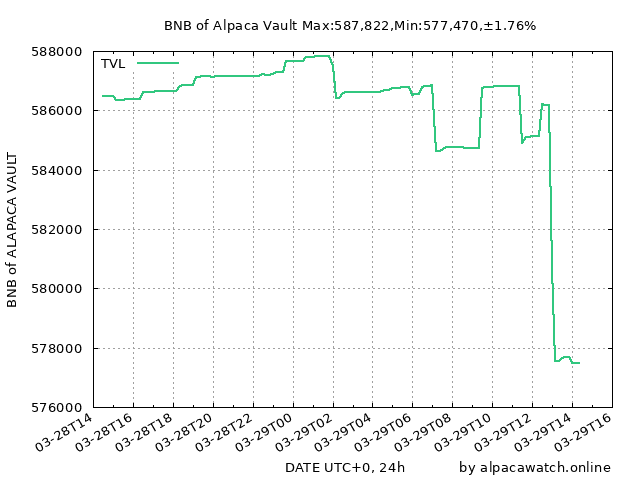 BNB of Alpaca Vault Max:587,822,Min:577,470,±1.76%
TVL
588000
586000
584000
582000
580000
578000
576000
BNB of ALAPACA VAULT
03-28T14
03-28T16
03-28T18
03-28T20
03-28T22
03-29T00
03-29T02
03-29T04
03-29T06
03-29T08
03-29T10
03-29T12
03-29T14
03-29T16
DATE UTC+0, 24h
by alpacawatch.online